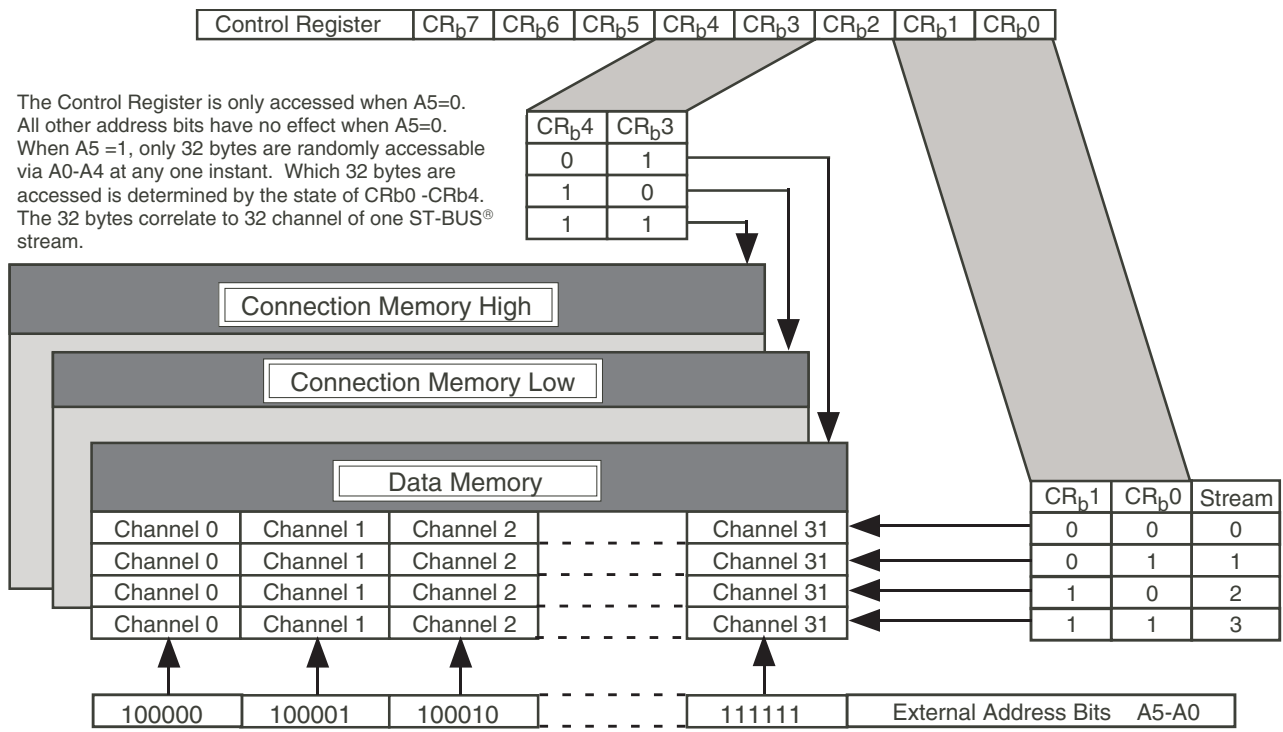 Control Register CRb7 CRb6 CRb5 CRb4 CRb3 CRb2 CRb1 CRb0
The Control Register is only accessed when A5=0.
All other address bits have no effect when A5=0.
When A5 =1, only 32 bytes are randomly accessable
via A0-A4 at any one instant. Which 32 bytes are
accessed is determined by the state of CRb0 -CRb4.
The 32 bytes correlate to 32 channel of one ST-BUS®
stream.
CRb4 CRb3
0 1
1 0
1 1
Connection Memory High
Connection Memory Low
Data Memory
CRb1 CRb0 Stream
Channel 0 Channel 1 Channel 2 Channel 31 0 0 0
Channel 0 Channel 1 Channel 2 Channel 31 0 1 1
Channel 0 Channel 1 Channel 2 Channel 31 1 0 2
Channel 0 Channel 1 Channel 2 Channel 31 1 1 3
100000 100001 100010 111111 External Address Bits A5-A0